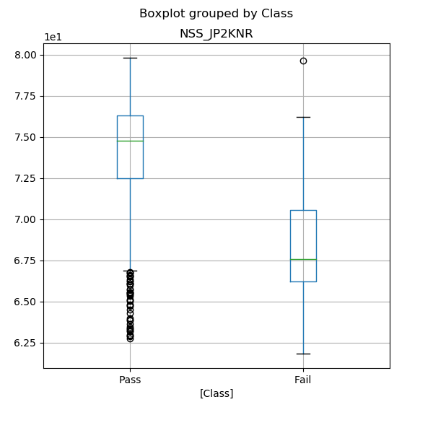 Boxplot grouped by Class
NSS_JP2KNR
1e1
8.00
7.75
7.50
7.25
7.00
6.75
6.50
6.25
Pass Fail
[Class]